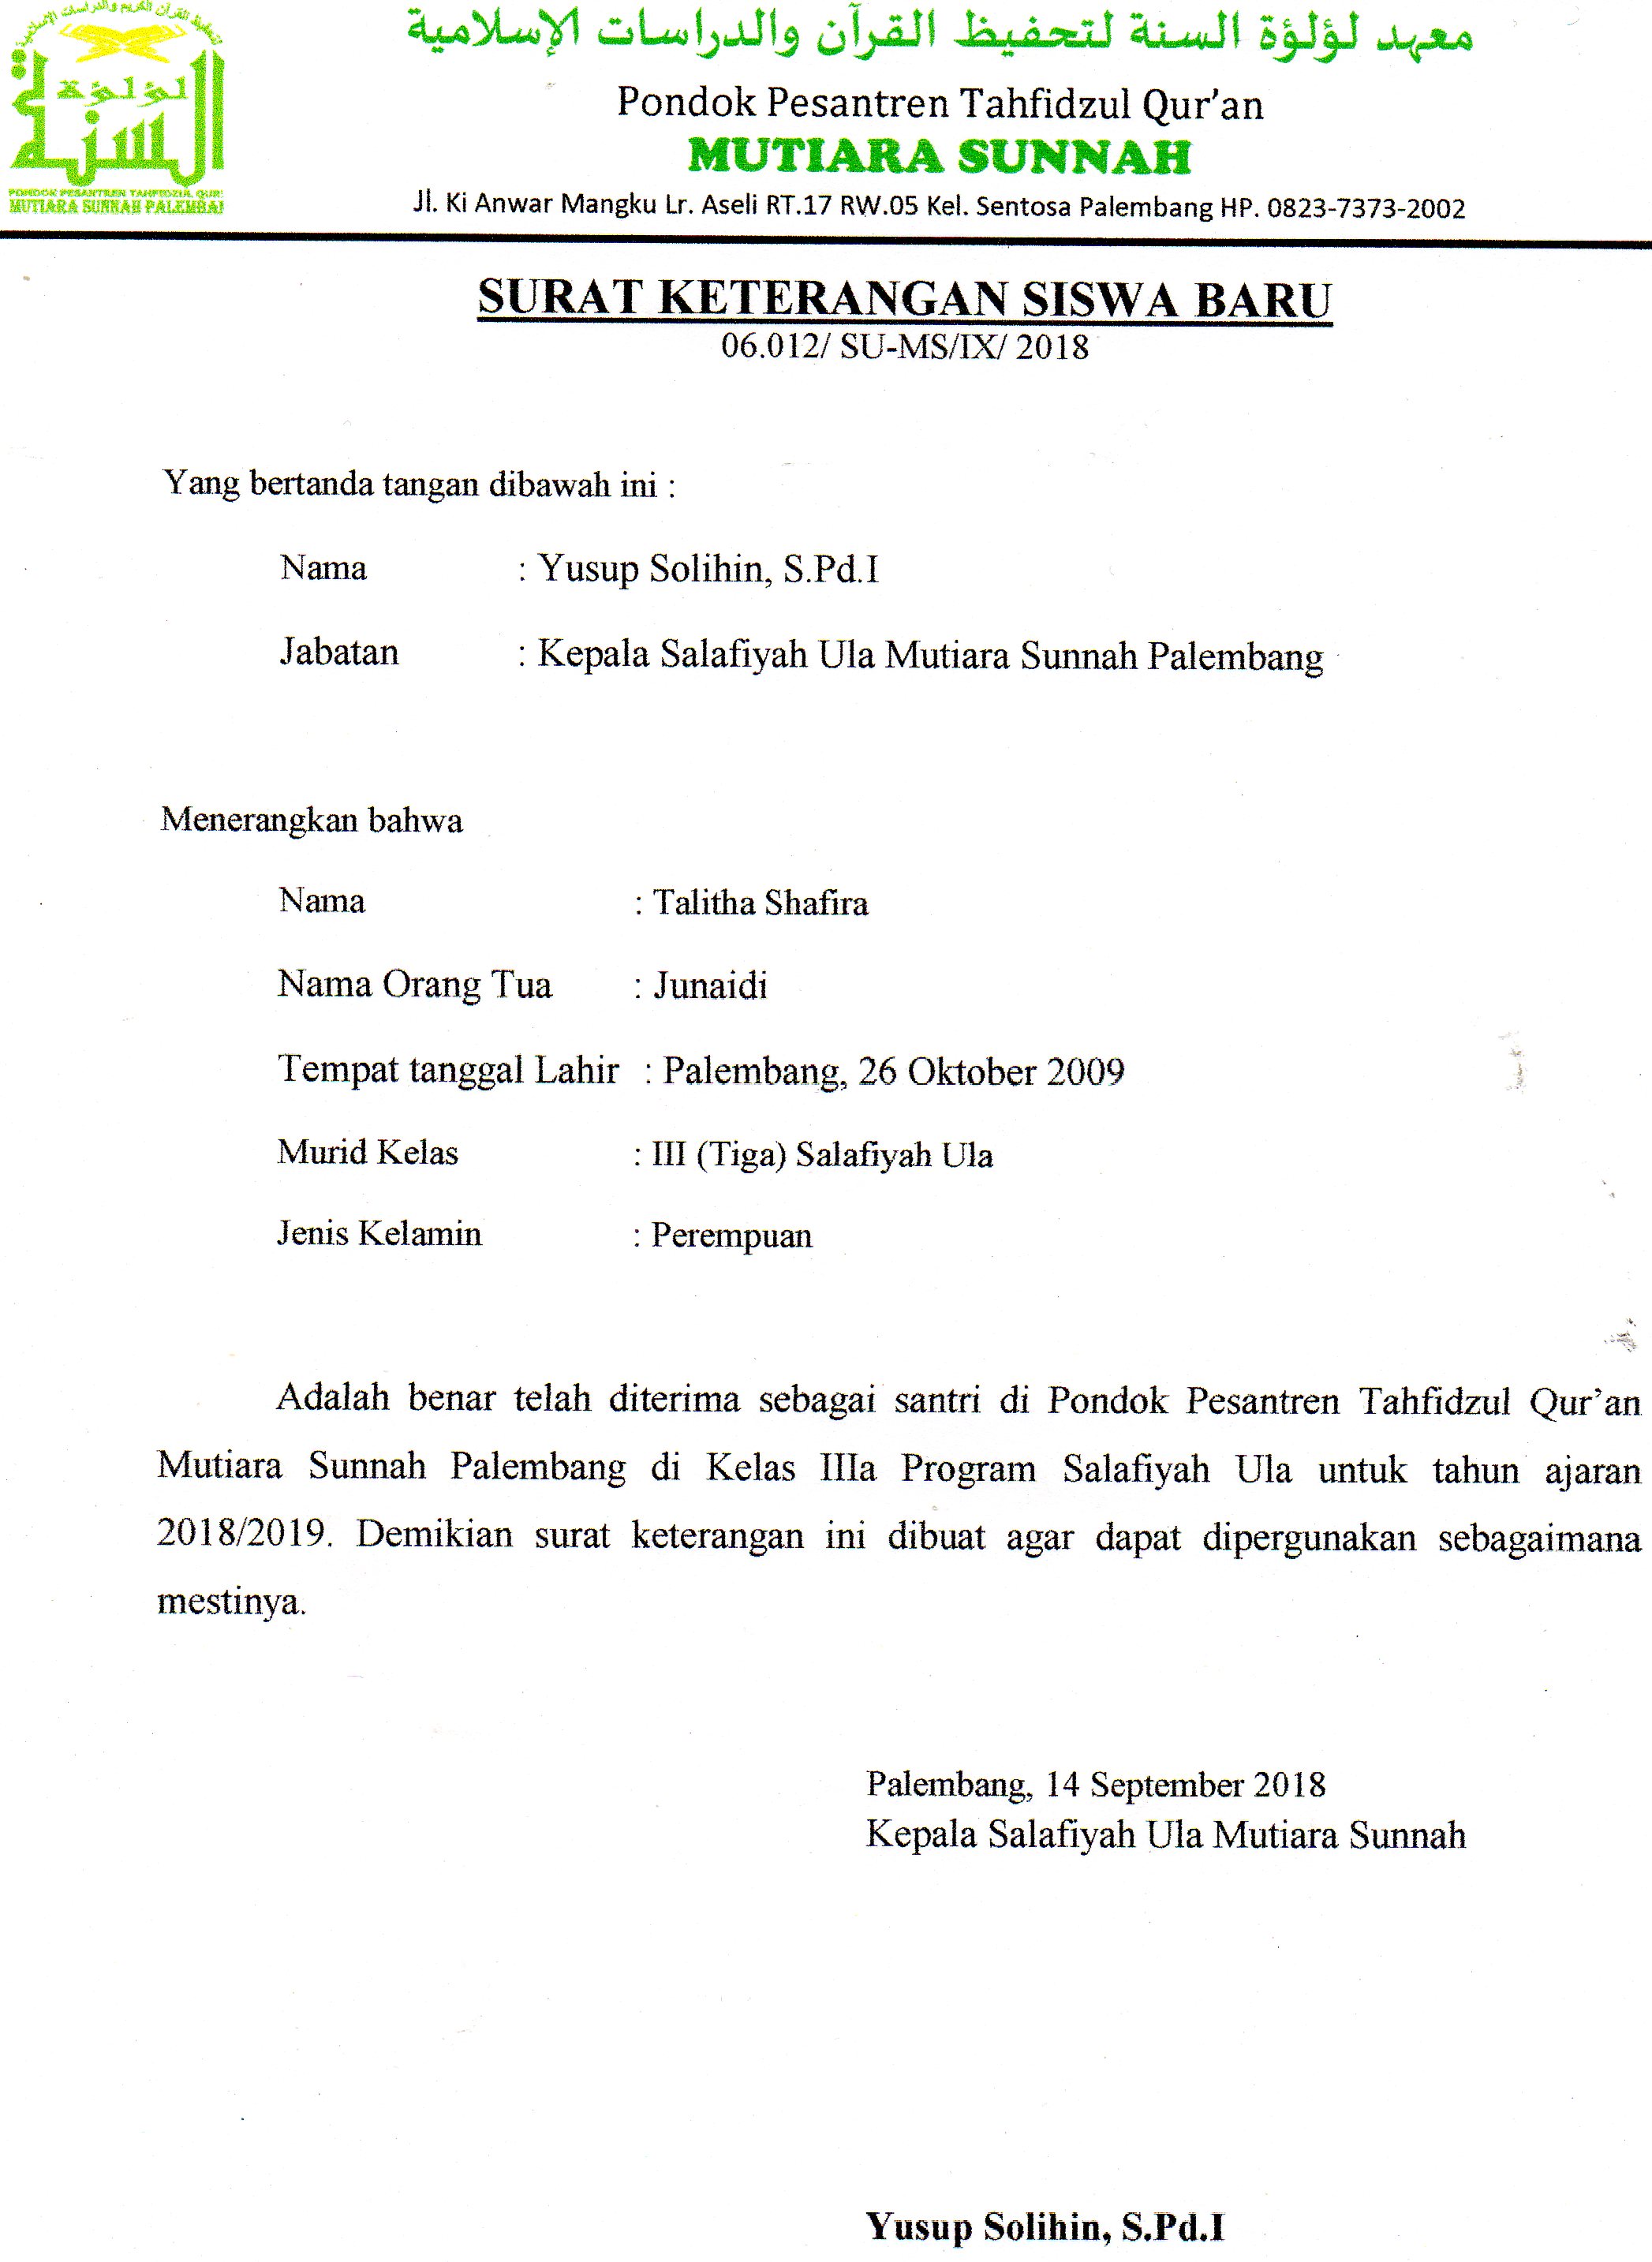 معهد لؤلؤة السنة لتحفيظ القرآن والدراسات الإسلامية
Pondok Pesantren Tahfidzul Qur'an
MUTIARA SUNNAH
Jl. Ki Anwar Mangku Lr. Aseli RT.17 RW.05 Kel. Sentosa Palembang HP. 0823-7373-2002
لؤلؤة
السنة
PONDOK PESANTREN TAHFIDZUL QUR'
MUTIARA SUNNAH PALEMBAI
SURAT KETERANGAN SISWA BARU
06.012/ SU-MS/IX/ 2018
Yang bertanda tangan dibawah ini :
Nama : Yusup Solihin, S.Pd.I
Jabatan : Kepala Salafiyah Ula Mutiara Sunnah Palembang
Menerangkan bahwa
Nama : Talitha Shafira
Nama Orang Tua : Junaidi
Tempat tanggal Lahir : Palembang, 26 Oktober 2009
Murid Kelas : III (Tiga) Salafiyah Ula
Jenis Kelamin : Perempuan
Adalah benar telah diterima sebagai santri di Pondok Pesantren Tahfidzul Qur'an
Mutiara Sunnah Palembang di Kelas IIIa Program Salafiyah Ula untuk tahun ajaran
2018/2019. Demikian surat keterangan ini dibuat agar dapat dipergunakan sebagaimana
mestinya.
Palembang, 14 September 2018
Kepala Salafiyah Ula Mutiara Sunnah
Yusup Solihin, S.Pd.I